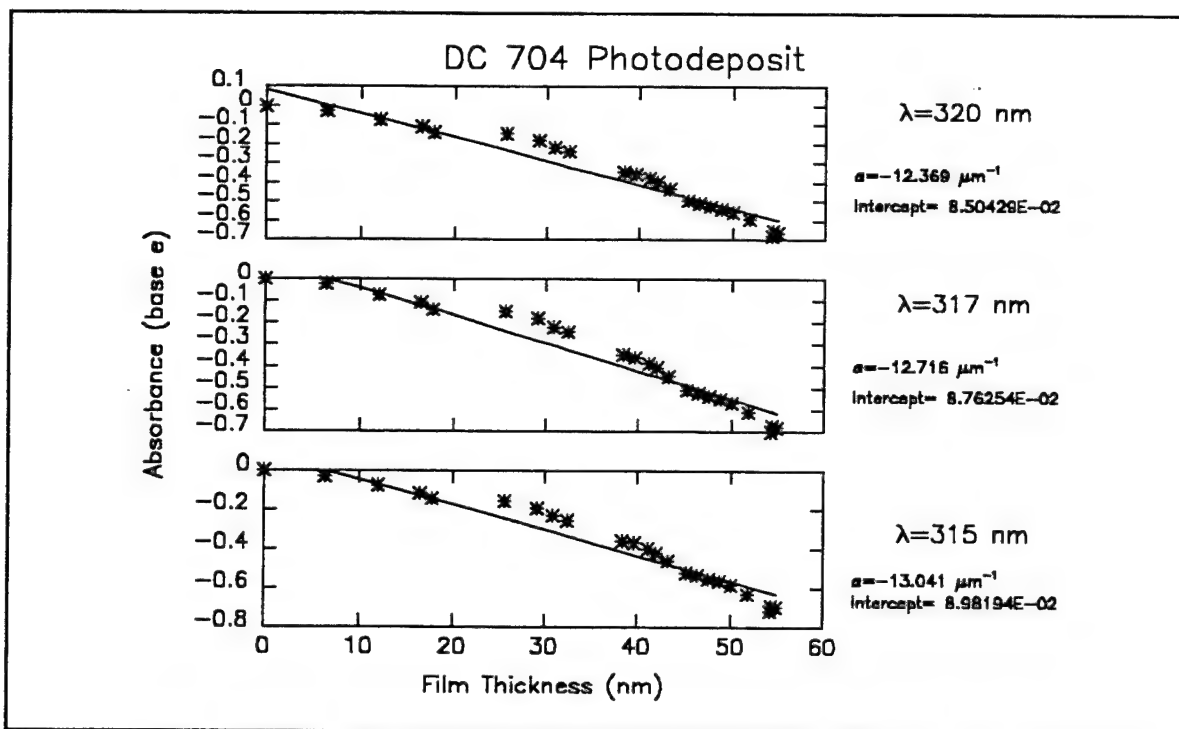 DC 704 Photodeposit
Absorbance (base e)
0.1
0
-0.1
-0.2
-0.3
-0.4
-0.5
-0.6
-0.7
λ=320 nm
α=-12.369 μm⁻¹
Intercept= 8.50429E-02
0
-0.1
-0.2
-0.3
-0.4
-0.5
-0.6
-0.7
λ=317 nm
α=-12.716 μm⁻¹
Intercept= 8.76254E-02
0
-0.2
-0.4
-0.6
-0.8
λ=315 nm
α=-13.041 μm⁻¹
Intercept= 8.98194E-02
0 10 20 30 40 50 60
Film Thickness (nm)